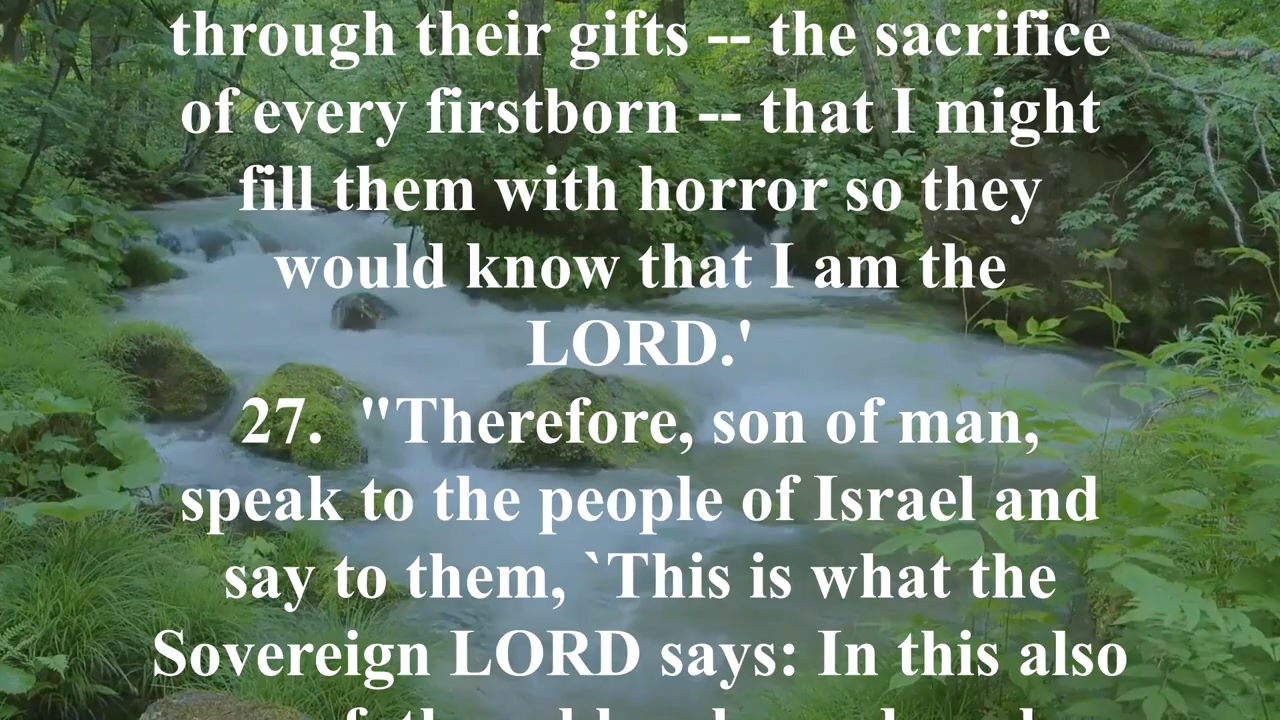 through their gifts -- the sacrifice
of every firstborn -- that I might
fill them with horror so they
would know that I am the
LORD.'
27.  "Therefore, son of man,
speak to the people of Israel and
say to them, `This is what the
Sovereign LORD says: In this also